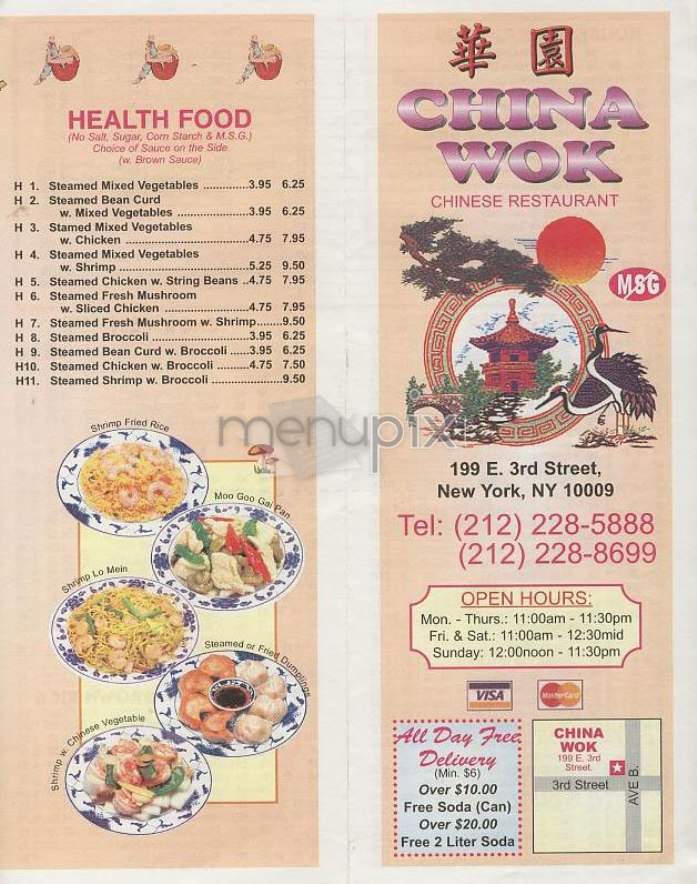 HEALTH FOOD
(No Salt, Sugar, Corn Starch & M.S.G.)
Choice of Sauce on the Side
(w. Brown Sauce)
H 1. Steamed Mixed Vegetables ..............3.95 6.25
H 2. Steamed Bean Curd
w. Mixed Vegetables ...................3.95 6.25
H 3. Stamed Mixed Vegetables
w. Chicken ................................4.75 7.95
H 4. Steamed Mixed Vegetables
w. Shrimp ..................................5.25 9.50
H 5. Steamed Chicken w. String Beans ..4.75 7.95
H 6. Steamed Fresh Mushroom
w. Sliced Chicken .......................4.75 7.95
H 7. Steamed Fresh Mushroom w. Shrimp.......9.50
H 8. Steamed Broccoli .........................3.95 6.25
H 9. Steamed Bean Curd w. Broccoli .....3.95 6.25
H10. Steamed Chicken w. Broccoli ........4.75 7.50
H11. Steamed Shrimp w. Broccoli ...................9.50
Shrimp Fried Rice
Moo Goo Gai Pan
Shrimp Lo Mein
Steamed or Fried Dumplings
Shrimp w. Chinese Vegetable
menupix
華園
CHINA
WOK
CHINESE RESTAURANT
MSG
199 E. 3rd Street,
New York, NY 10009
Tel: (212) 228-5888
(212) 228-8699
OPEN HOURS:
Mon. - Thurs.: 11:00am - 11:30pm
Fri. & Sat.: 11:00am - 12:30mid
Sunday: 12:00noon - 11:30pm
VISA
MasterCard
All Day Free
Delivery
(Min. $6)
Over $10.00
Free Soda (Can)
Over $20.00
Free 2 Liter Soda
CHINA
WOK
199 E. 3rd
Street.
3rd Street
AVE B.